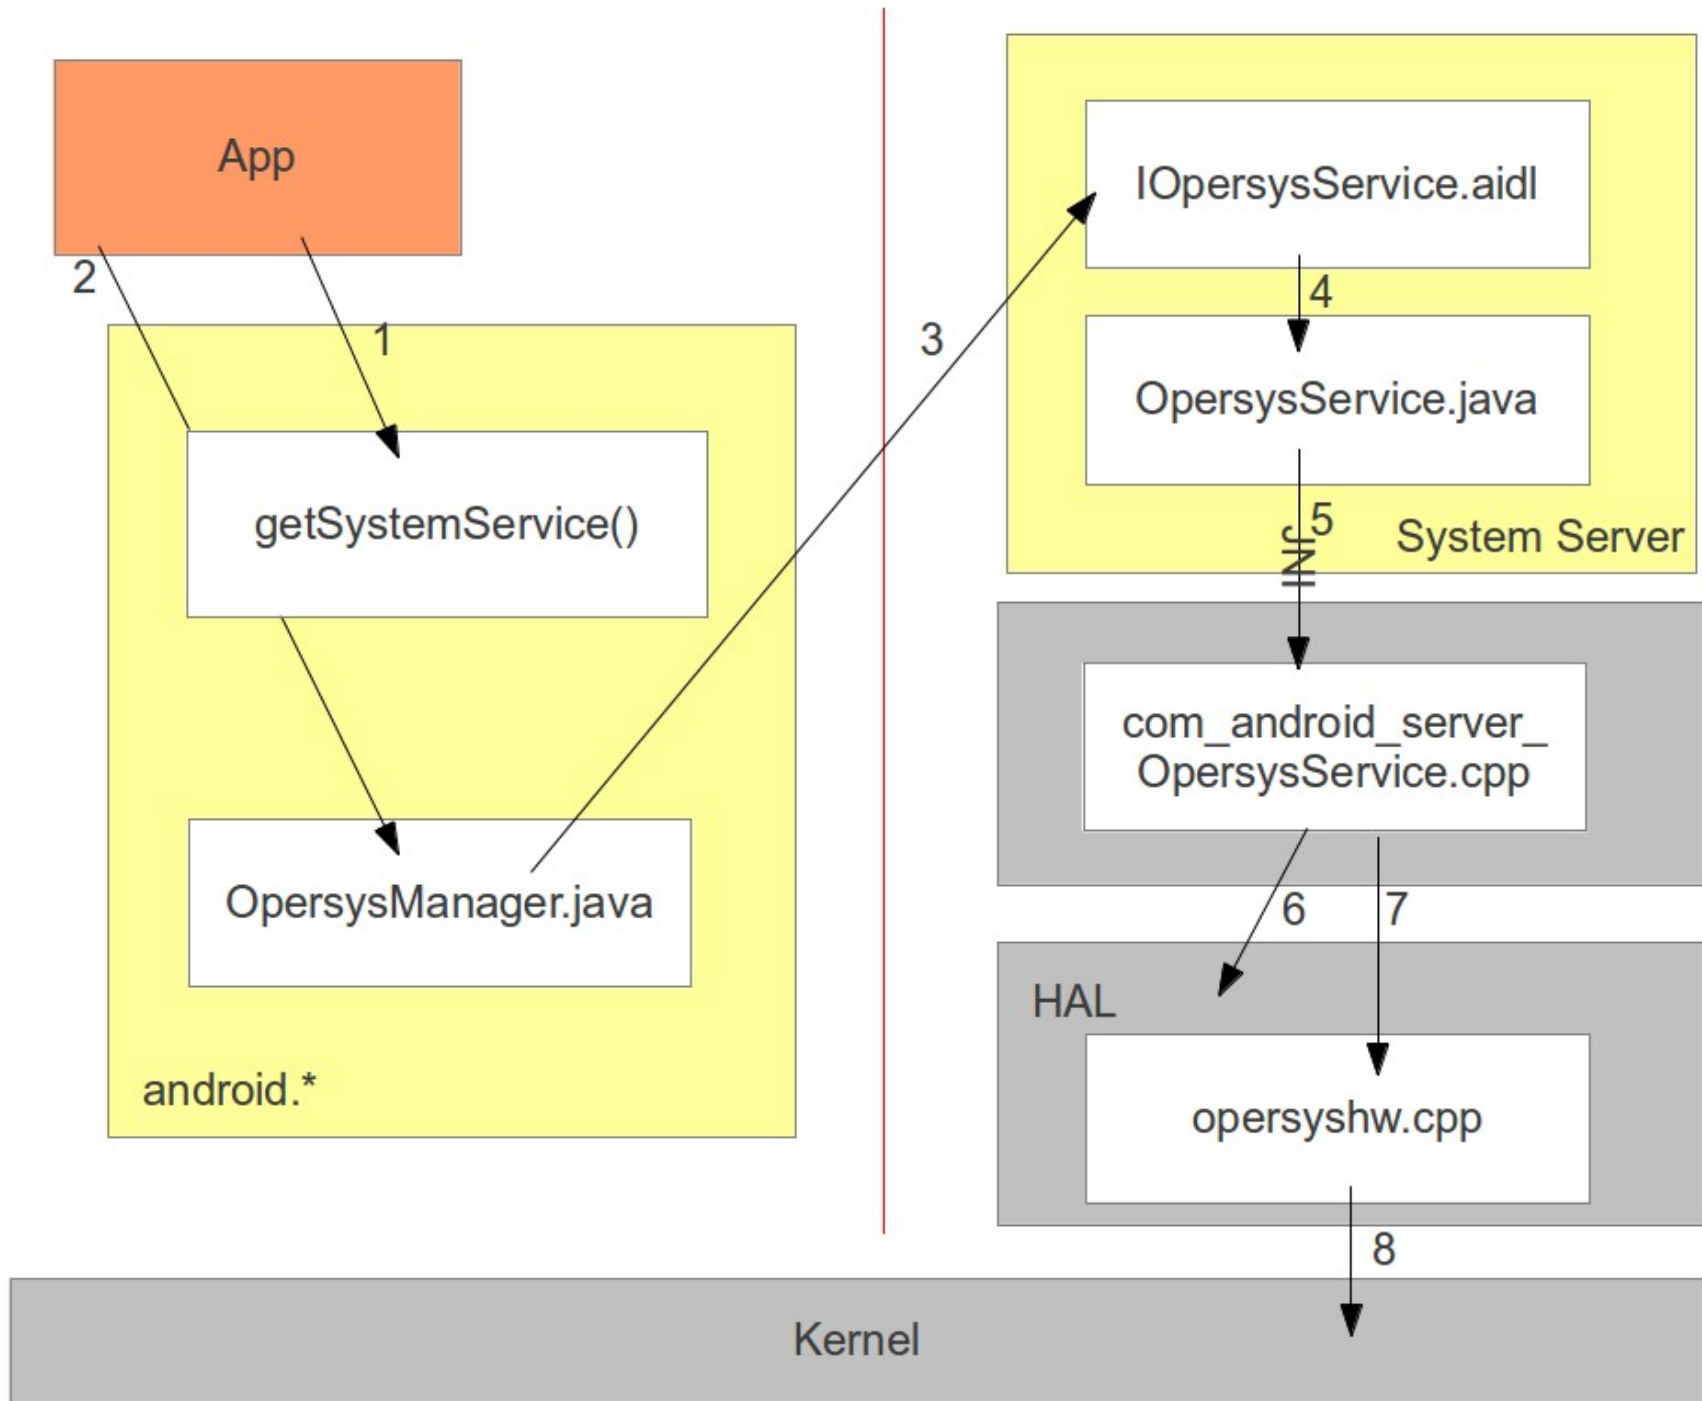 App
2
1
getSystemService()
OpersysManager.java
android.*
3
IOpersysService.aidl
4
OpersysService.java
5
JNI
System Server
com_android_server_
OpersysService.cpp
6
7
HAL
opersyshw.cpp
8
Kernel